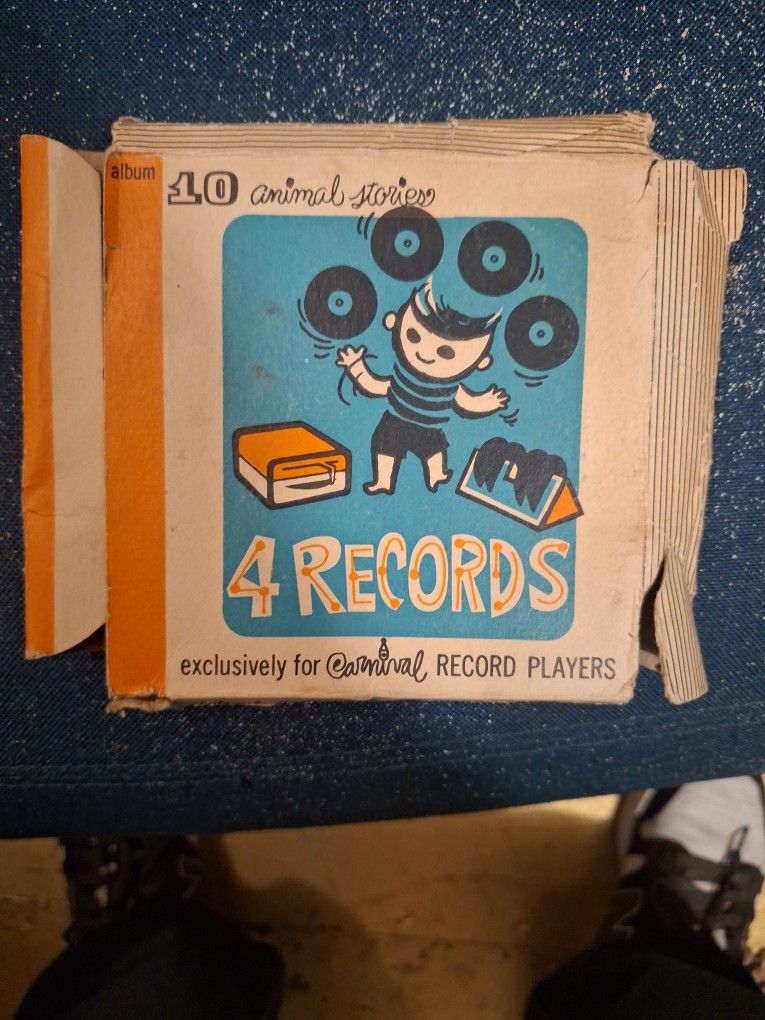 album
10 animal stories
4 RECORDS
exclusively for Carnival RECORD PLAYERS